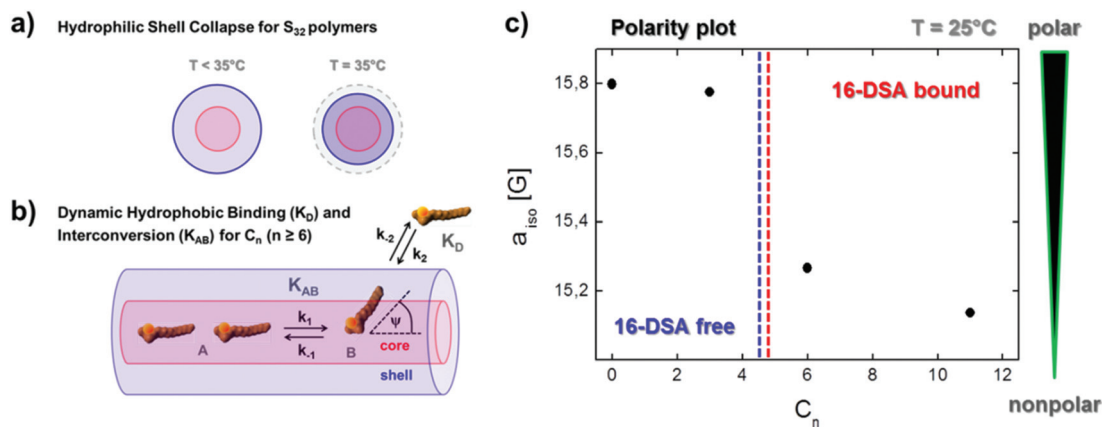 a) Hydrophilic Shell Collapse for S32 polymers
T < 35°C
T = 35°C
b) Dynamic Hydrophobic Binding (KD) and
Interconversion (KAB) for Cn (n ≥ 6)
k-2
k2
KD
KAB
A
k1
k-1
B
ψ
core
shell
c)
Polarity plot
T = 25°C
polar
15,8
15,6
15,4
15,2
aiso [G]
16-DSA bound
16-DSA free
0 2 4 6 8 10 12
Cn
nonpolar